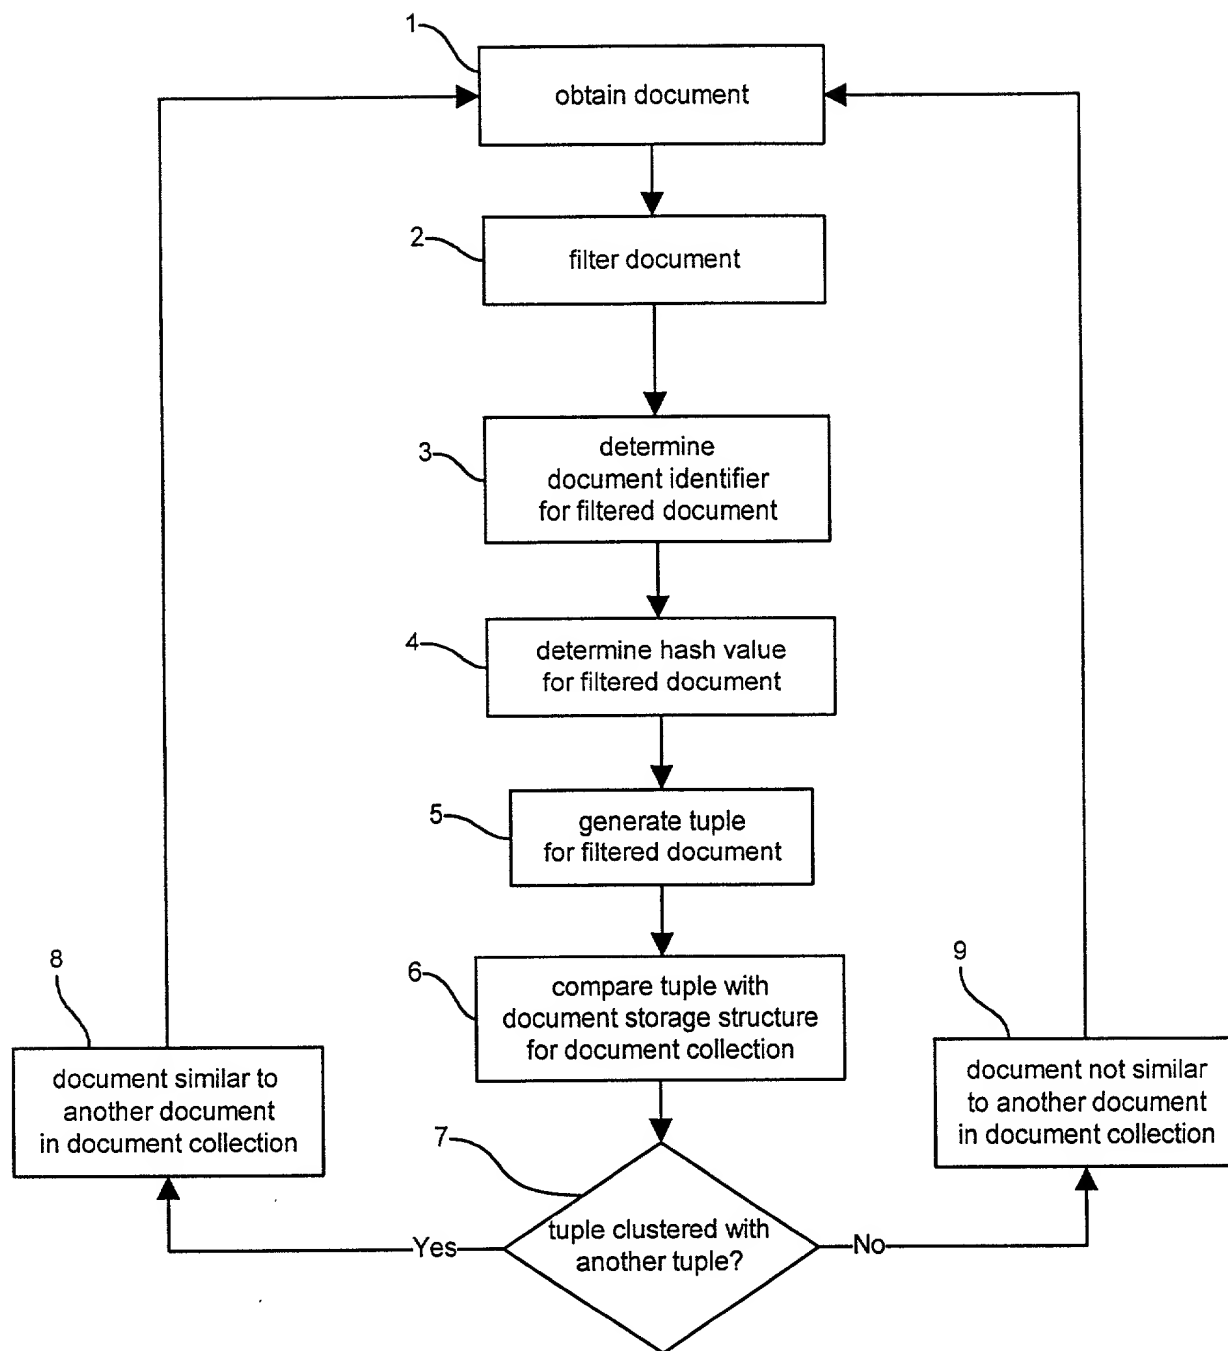 1
obtain document
2
filter document
3
determine
document identifier
for filtered document
4
determine hash value
for filtered document
5
generate tuple
for filtered document
6
compare tuple with
document storage structure
for document collection
7
tuple clustered with
another tuple?
Yes
No
8
document similar to
another document
in document collection
9
document not similar
to another document
in document collection